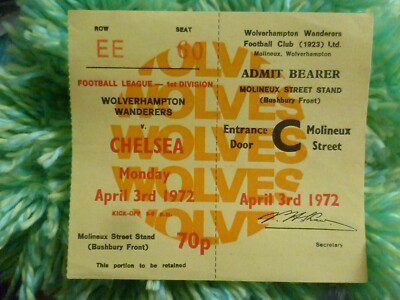 ROW SEAT
EE 60
FOOTBALL LEAGUE — 1st DIVISION
WOLVERHAMPTON
WANDERERS
v.
CHELSEA
Monday
April 3rd 1972
KICK-OFF
Molineux Street Stand
(Bushbury Front)
70p
This portion to be retained
WOLVES
WOLVES
WOLVES
WOLVES
WOLVES
Wolverhampton Wanderers
Football Club (1923) Ltd.
Molineux, Wolverhampton
ADMIT BEARER
MOLINEUX STREET STAND
(Bushbury Front)
Entrance C Molineux
Door Street
April 3rd 1972
Secretary